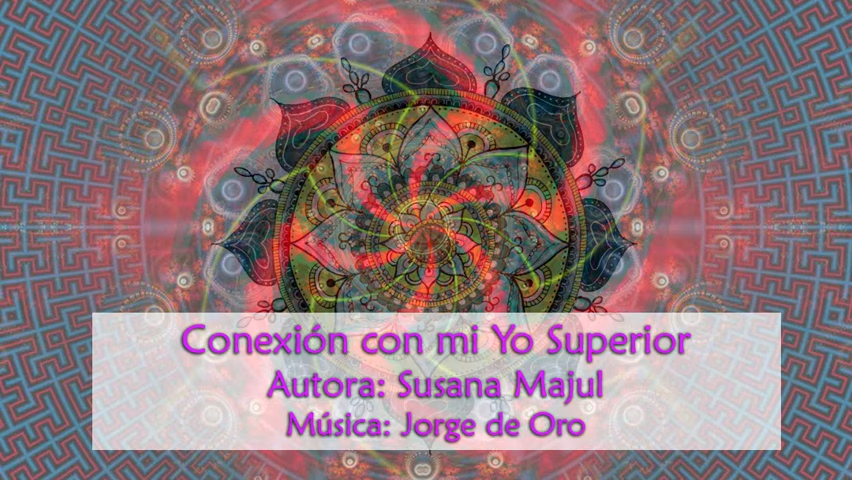 Conexión con mi Yo Superior
Autora: Susana Majul
Música: Jorge de Oro